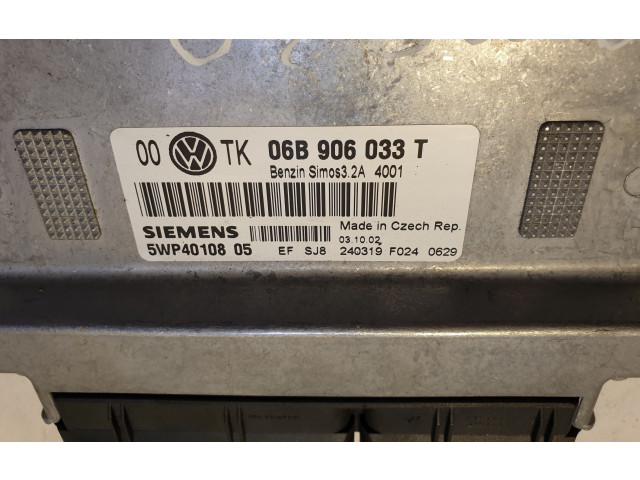 00 VW TK 06B 906 033 T
Benzin Simos3.2A 4001
SIEMENS
Made in Czech Rep.
03.10.02
5WP40108 05
EF SJ8 240319 F024 0629